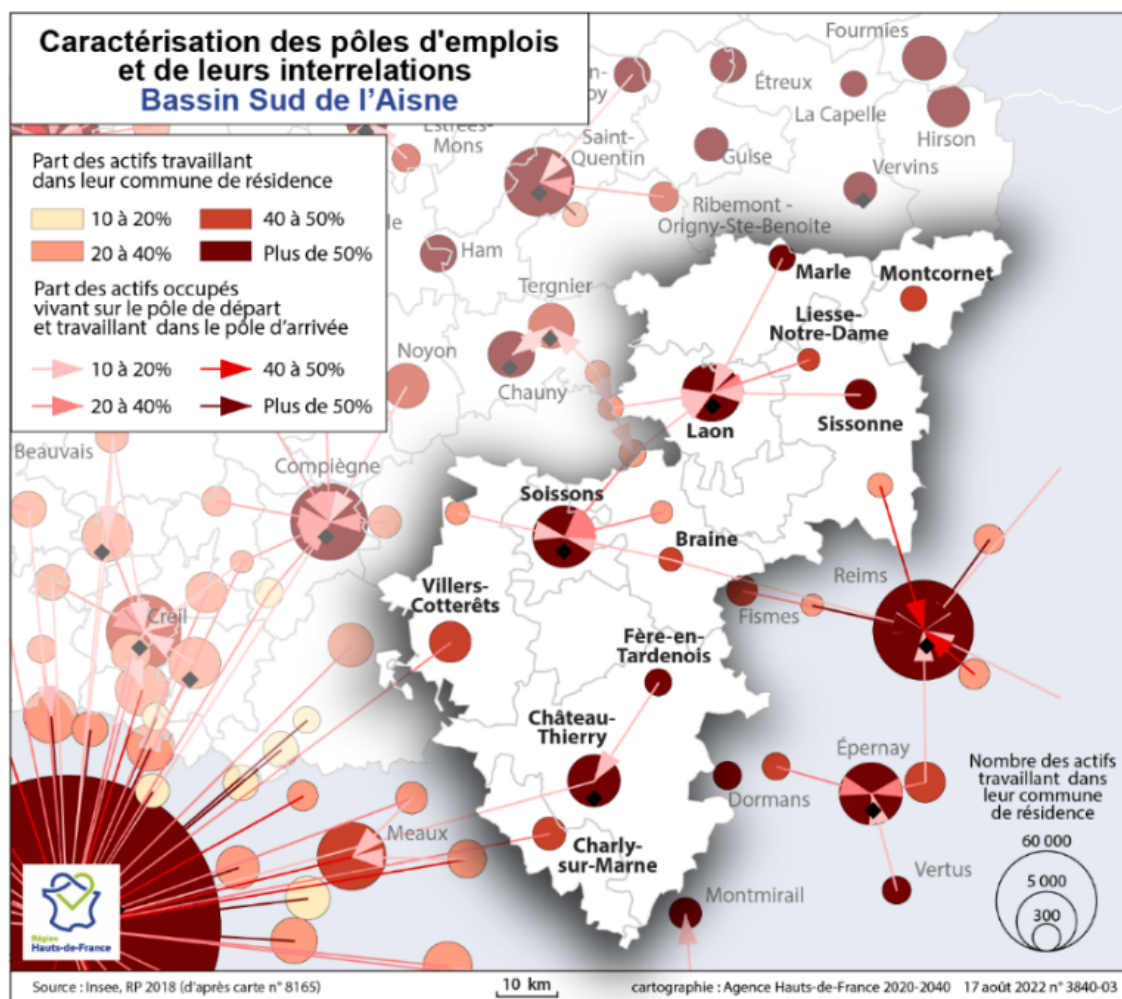 Caractérisation des pôles d'emplois
et de leurs interrelations
Bassin Sud de l'Aisne
Part des actifs travaillant
dans leur commune de résidence
10 à 20%
40 à 50%
20 à 40%
Plus de 50%
Part des actifs occupés
vivant sur le pôle de départ
et travaillant dans le pôle d'arrivée
10 à 20%
40 à 50%
20 à 40%
Plus de 50%
Fourmies
Étreux
La Capelle
Hirson
Estrées-
Mons
Saint-
Quentin
Guise
Vervins
Ribemont -
Origny-Ste-Benoite
Ham
Marle
Montcornet
Tergnier
Liesse-
Notre-Dame
Noyon
Chauny
Laon
Sissonne
Beauvais
Compiègne
Soissons
Braine
Villers-
Cotterêts
Reims
Fismes
Creil
Fère-en-
Tardenois
Château-
Thierry
Épernay
Dormans
Meaux
Charly-
sur-Marne
Vertus
Montmirail
Nombre des actifs
travaillant dans
leur commune
de résidence
60 000
5 000
300
Région
Hauts-de-France
Source : Insee, RP 2018 (d'après carte n° 8165)
10 km
cartographie : Agence Hauts-de-France 2020-2040 17 août 2022 n° 3840-03